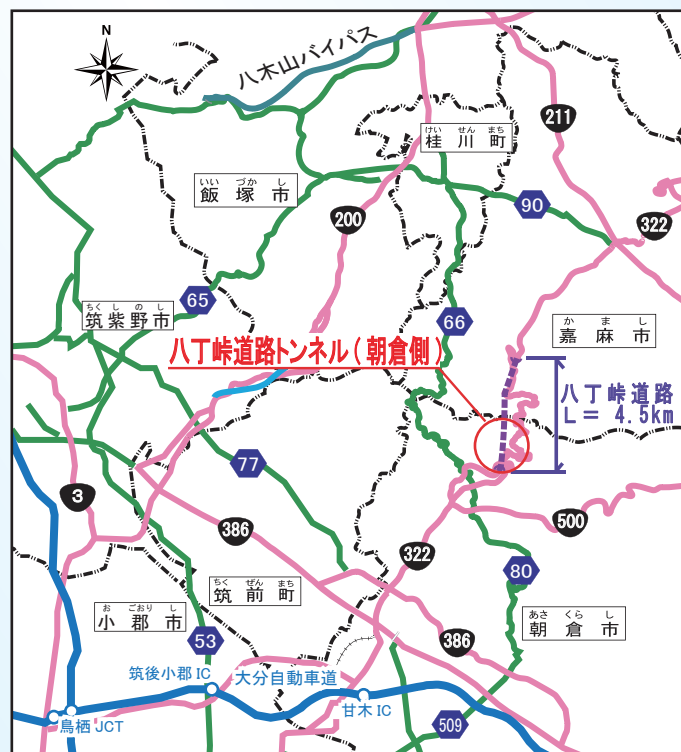 N
八木山バイパス
211
けい せん まち
桂川町
いい づか し
飯塚市
90
200
322
65
ちく し の し
筑紫野市
66
か ま し
嘉麻市
八丁峠道路トンネル(朝倉側)
八丁峠道路
L= 4.5km
77
3
386
500
322
80
ちく ぜん まち
筑前町
お ごおり し
小郡市
あさ くら し
朝倉市
53
386
筑後小郡 IC
大分自動車道
甘木 IC
鳥栖 JCT
509